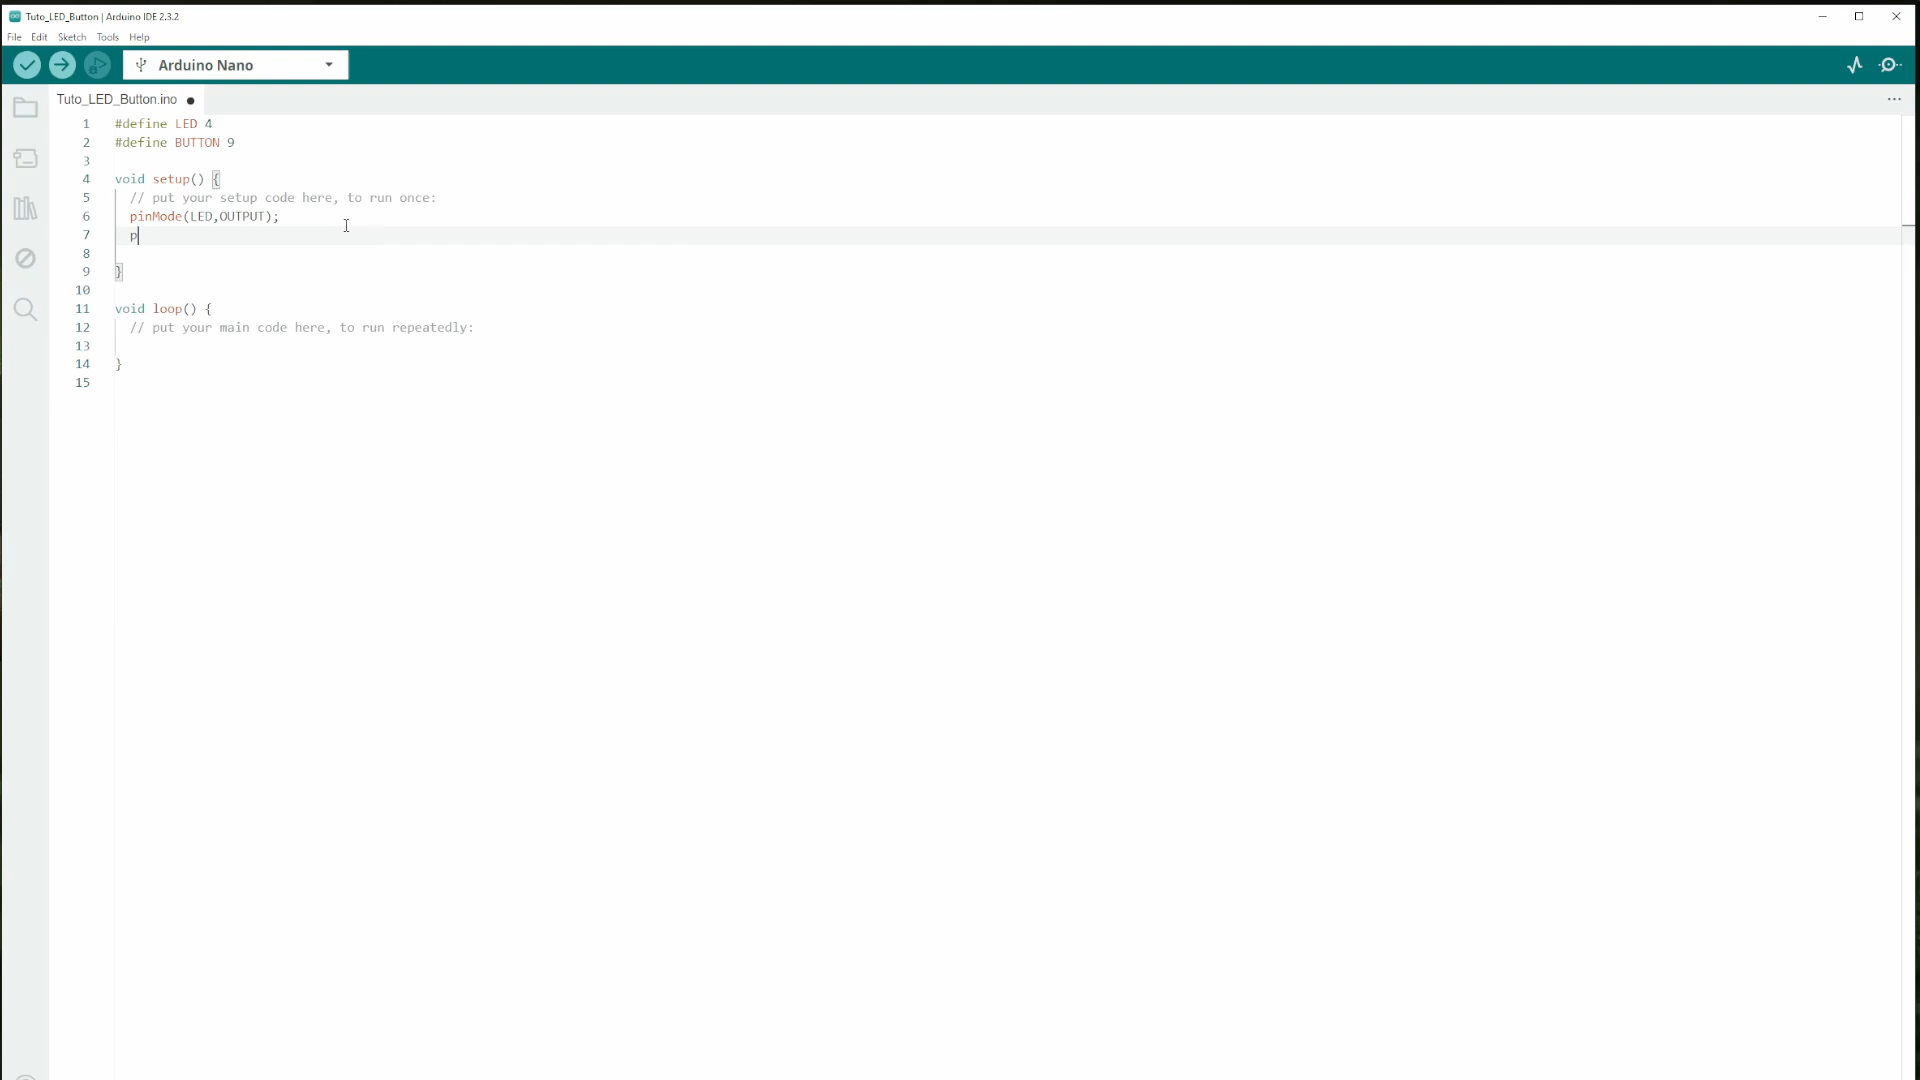 Tuto_LED_Button | Arduino IDE 2.3.2
File Edit Sketch Tools Help
Arduino Nano
Tuto_LED_Button.ino
1 #define LED 4
2 #define BUTTON 9
3
4 void setup() {
5 // put your setup code here, to run once:
6 pinMode(LED,OUTPUT);
7 p
8
9 }
10
11 void loop() {
12 // put your main code here, to run repeatedly:
13
14 }
15